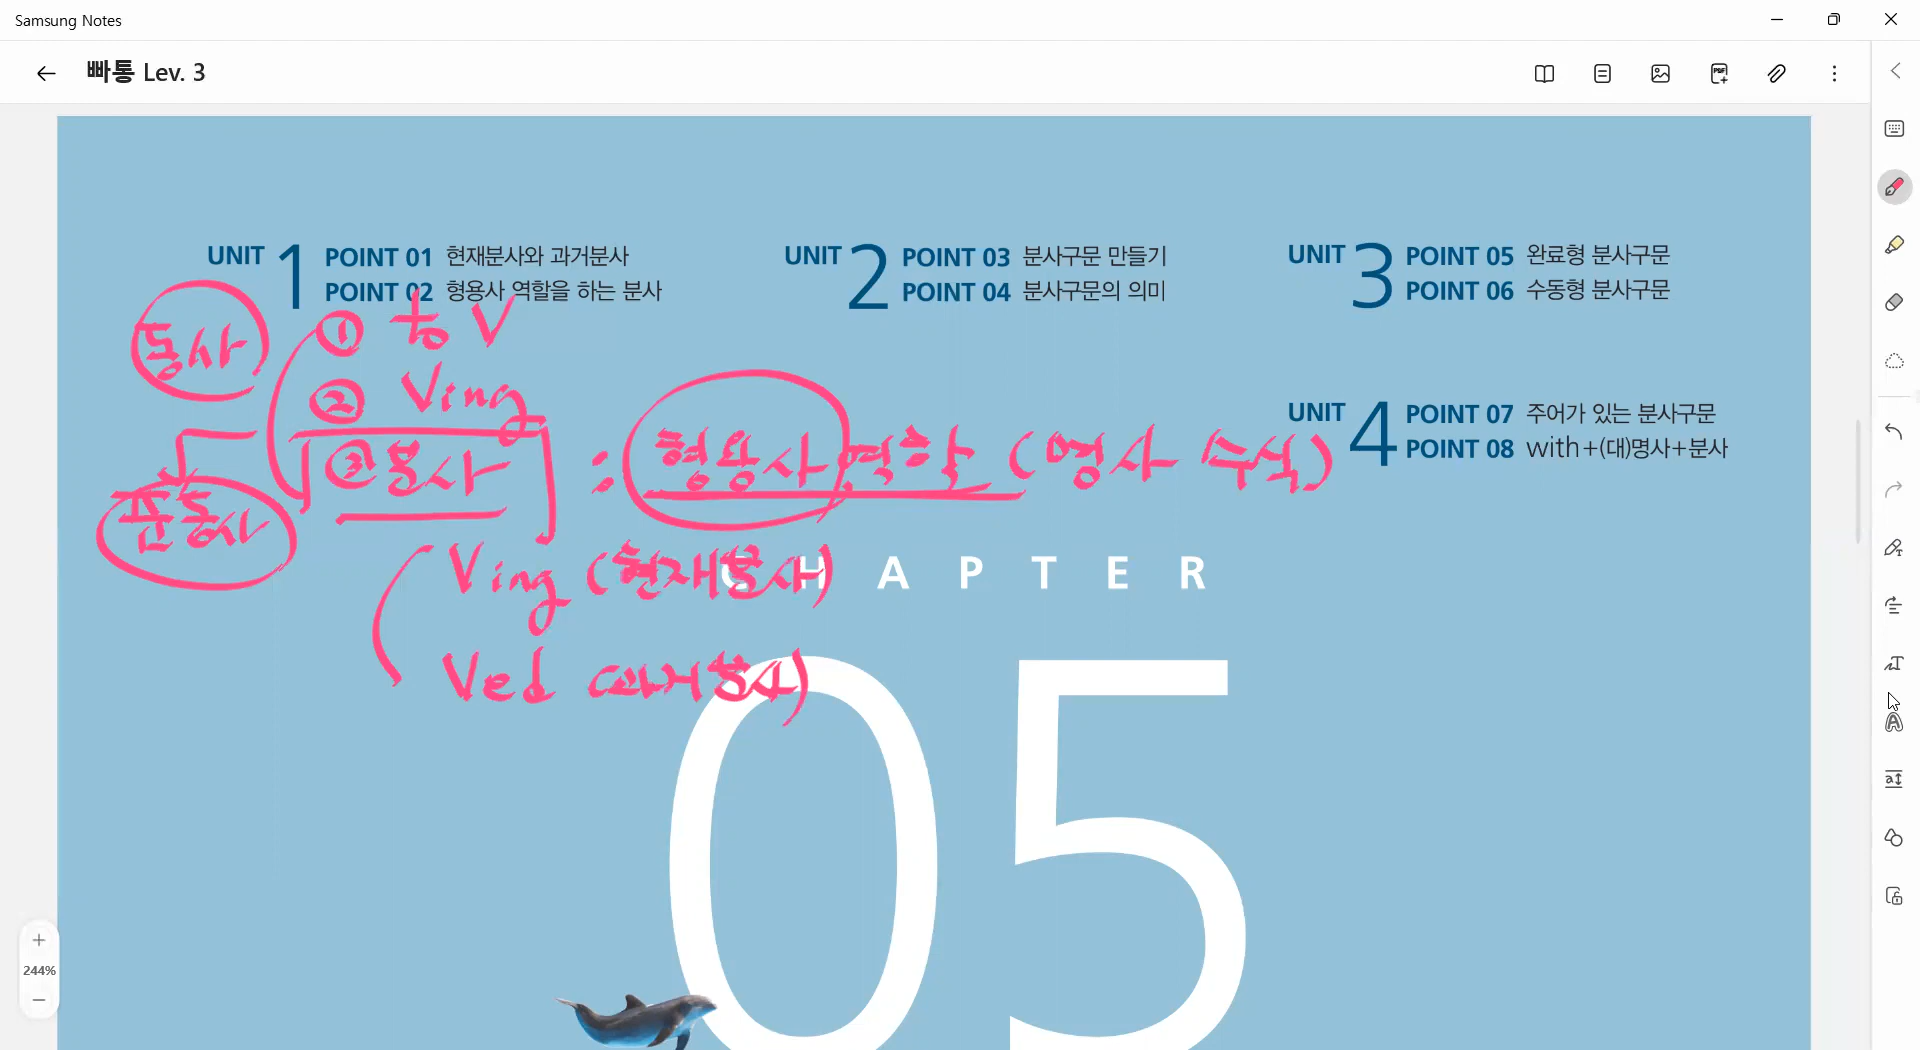 Samsung Notes
빠통 Lev. 3
UNIT 1 POINT 01 현재분사와 과거분사
POINT 02 형용사 역할을 하는 분사
UNIT 2 POINT 03 분사구문 만들기
POINT 04 분사구문의 의미
UNIT 3 POINT 05 완료형 분사구문
POINT 06 수동형 분사구문
UNIT 4 POINT 07 주어가 있는 분사구문
POINT 08 with+(대)명사+분사
동사
① to V
② Ving
③ 분사 : 형용사 역할 (명사 수식)
준동사
Ving (현재분사)
Ved (과거분사)
CHAPTER
05
244%